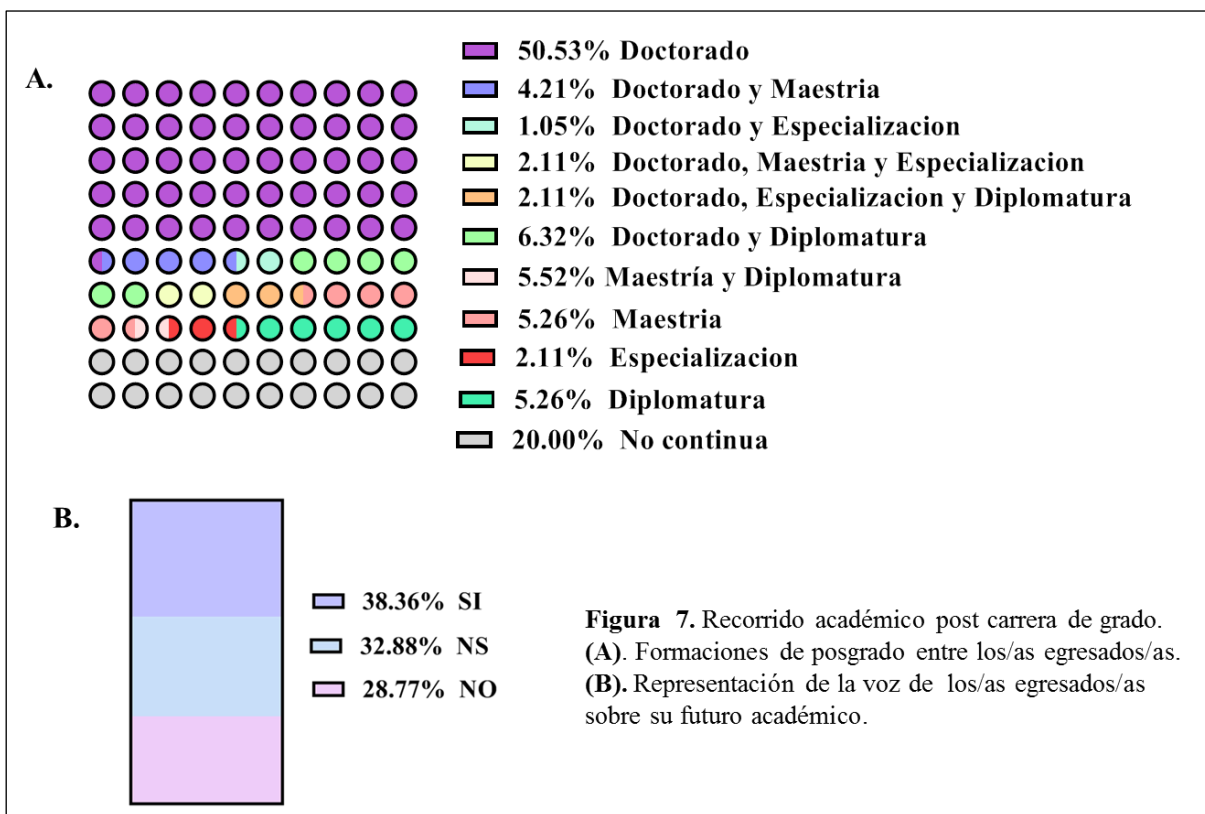 A.
50.53% Doctorado
4.21% Doctorado y Maestria
1.05% Doctorado y Especializacion
2.11% Doctorado, Maestria y Especializacion
2.11% Doctorado, Especializacion y Diplomatura
6.32% Doctorado y Diplomatura
5.52% Maestría y Diplomatura
5.26% Maestria
2.11% Especializacion
5.26% Diplomatura
20.00% No continua
B.
38.36% SI
32.88% NS
28.77% NO
Figura 7. Recorrido académico post carrera de grado.
(A). Formaciones de posgrado entre los/as egresados/as.
(B). Representación de la voz de los/as egresados/as
sobre su futuro académico.